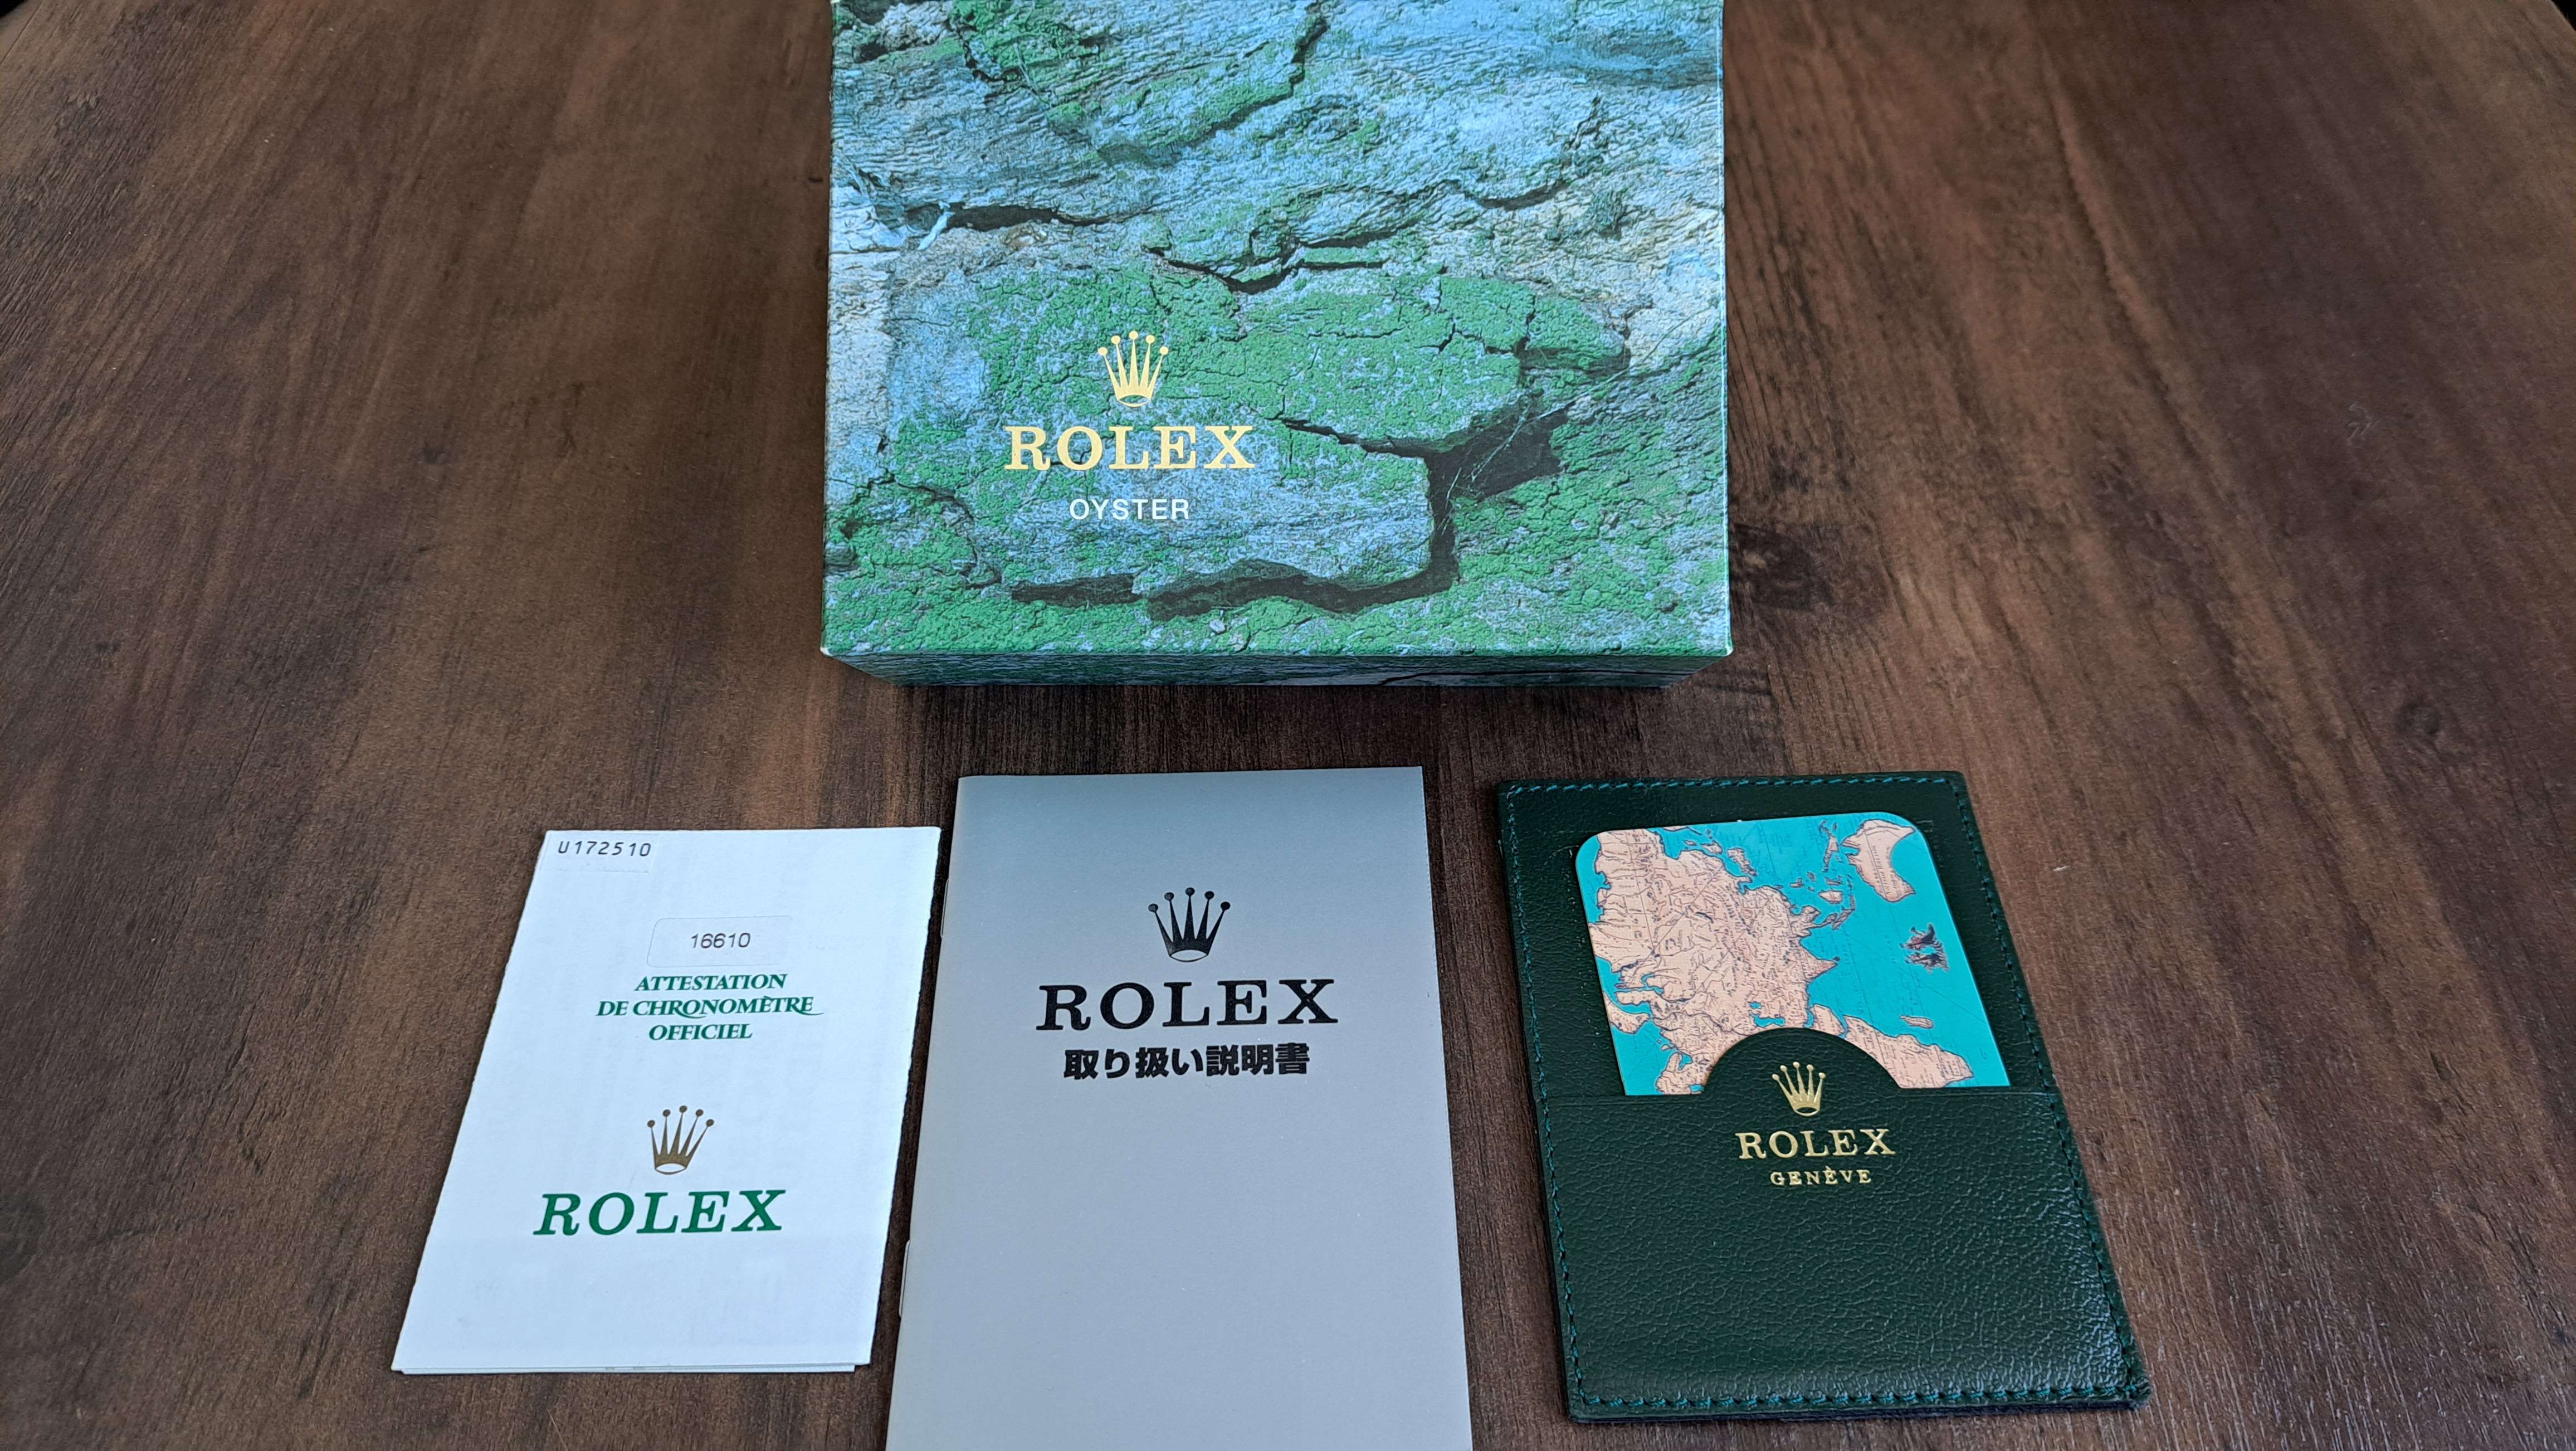 ROLEX
OYSTER
U172510
16610
ATTESTATION
DE CHRONOMÈTRE
OFFICIEL
ROLEX
ROLEX
取り扱い説明書
ROLEX
GENÈVE